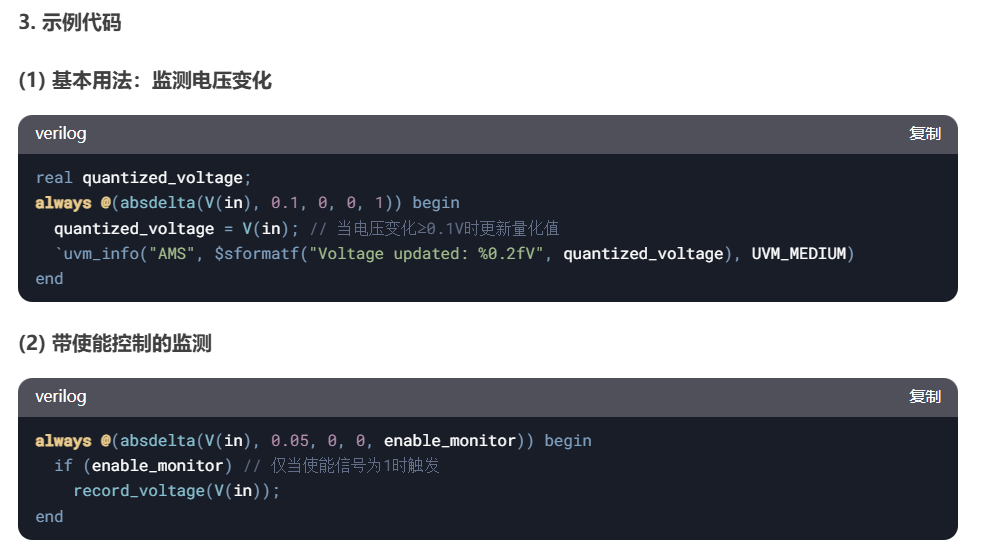 3. 示例代码
(1) 基本用法：监测电压变化
verilog
复制
real quantized_voltage;
always @(absdelta(V(in), 0.1, 0, 0, 1)) begin
  quantized_voltage = V(in); // 当电压变化≥0.1V时更新量化值
  `uvm_info("AMS", $sformatf("Voltage updated: %0.2fV", quantized_voltage), UVM_MEDIUM)
end
(2) 带使能控制的监测
verilog
复制
always @(absdelta(V(in), 0.05, 0, 0, enable_monitor)) begin
  if (enable_monitor) // 仅当使能信号为1时触发
    record_voltage(V(in));
end